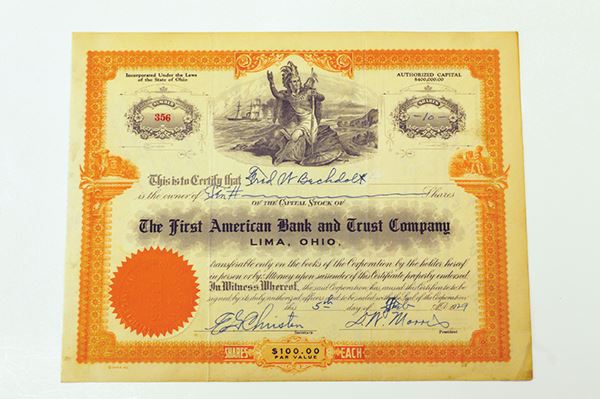 Incorporated Under the Laws
of the State of Ohio
AUTHORIZED CAPITAL
$400,000.00
NUMBER
356
SHARES
-10-
This is to Certify that Fred W Bechdolt
is the owner of Ten Shares
OF THE CAPITAL STOCK OF
The First American Bank and Trust Company
LIMA, OHIO.
transferable only on the books of the Corporation by the holder hereof
in person or by Attorney upon surrender of this Certificate properly endorsed.
In Witness Whereof, the said Corporation has caused this Certificate to be
signed by its duly authorized officers and to be sealed with the Seal of the Corporation
this 5th day of A.D. 1929
Secretary
President
SHARES $100.00 EACH
PAR VALUE